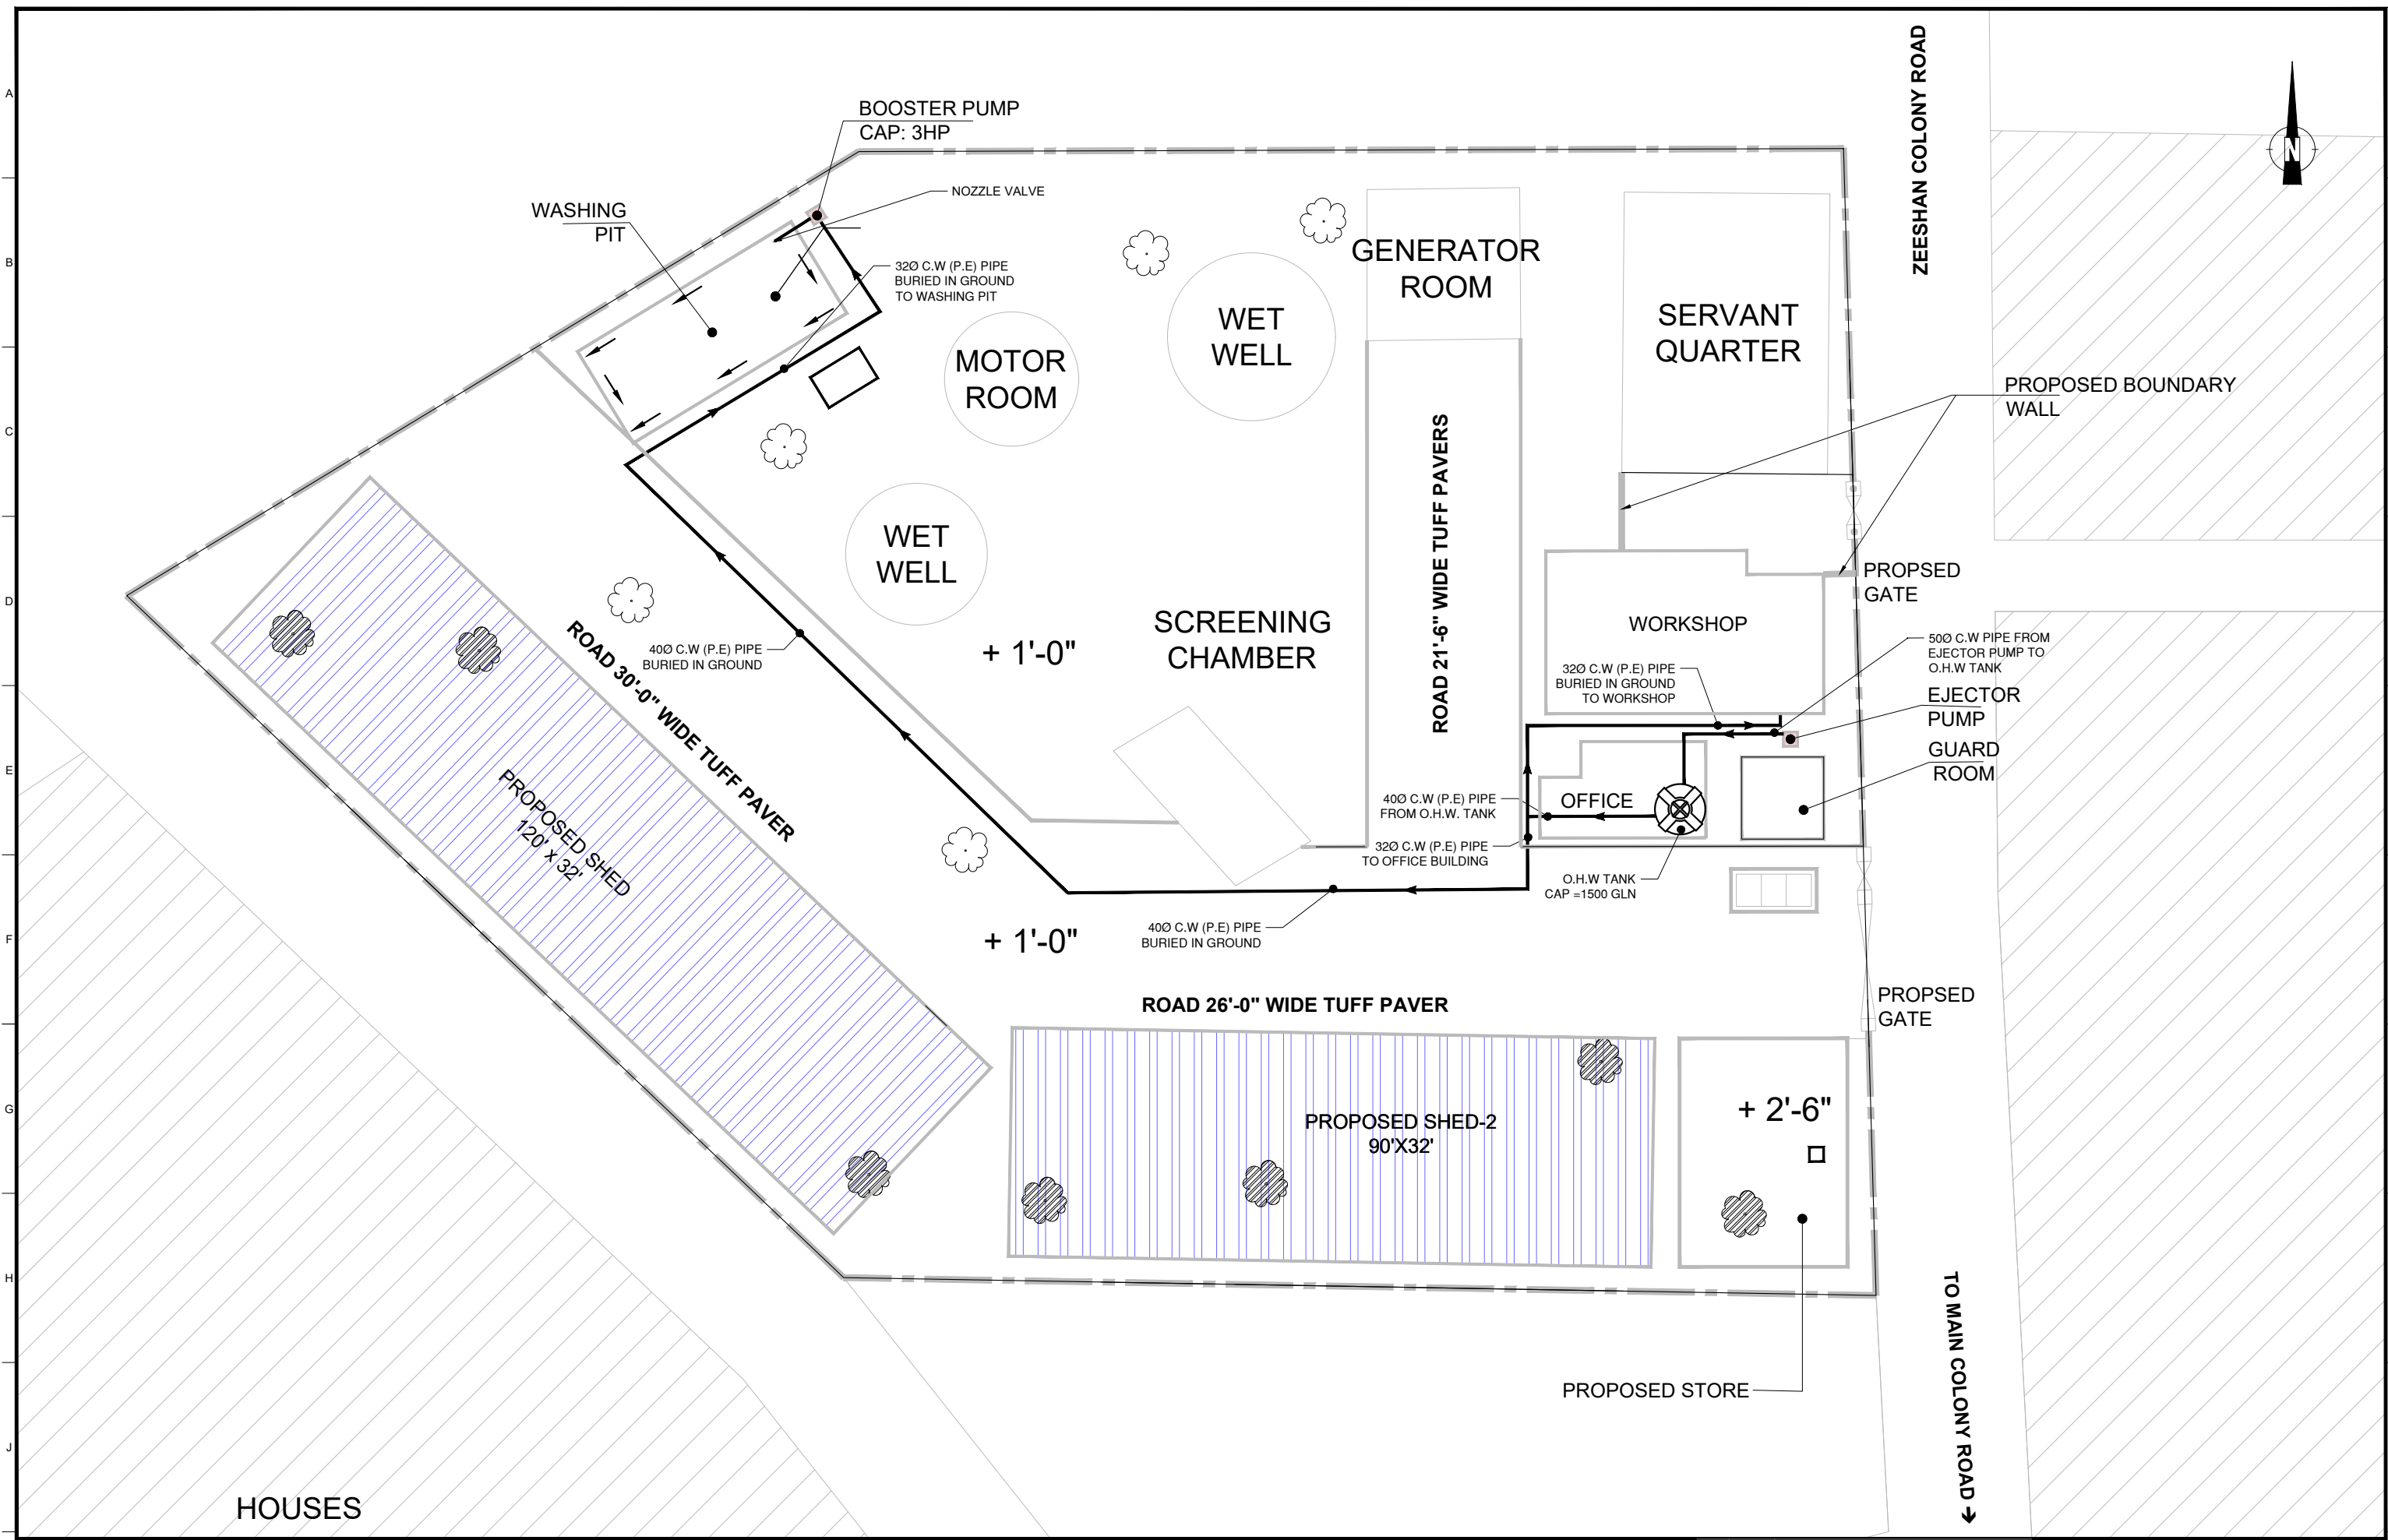 A
B
C
D
E
F
G
H
J
BOOSTER PUMP
CAP: 3HP
NOZZLE VALVE
WASHING
PIT
32Ø C.W (P.E) PIPE
BURIED IN GROUND
TO WASHING PIT
MOTOR
ROOM
WET
WELL
GENERATOR
ROOM
SERVANT
QUARTER
ZEESHAN COLONY ROAD
N
PROPOSED BOUNDARY
WALL
WET
WELL
ROAD 21'-6" WIDE TUFF PAVERS
PROPSED
GATE
WORKSHOP
SCREENING
CHAMBER
+ 1'-0"
40Ø C.W (P.E) PIPE
BURIED IN GROUND
ROAD 30'-0" WIDE TUFF PAVER
32Ø C.W (P.E) PIPE
BURIED IN GROUND
TO WORKSHOP
50Ø C.W PIPE FROM
EJECTOR PUMP TO
O.H.W TANK
EJECTOR
PUMP
GUARD
ROOM
PROPOSED SHED
120' X 32'
40Ø C.W (P.E) PIPE
FROM O.H.W. TANK
OFFICE
32Ø C.W (P.E) PIPE
TO OFFICE BUILDING
O.H.W TANK
CAP =1500 GLN
40Ø C.W (P.E) PIPE
BURIED IN GROUND
+ 1'-0"
ROAD 26'-0" WIDE TUFF PAVER
PROPSED
GATE
PROPOSED SHED-2
90'X32'
+ 2'-6"
PROPOSED STORE
TO MAIN COLONY ROAD →
HOUSES